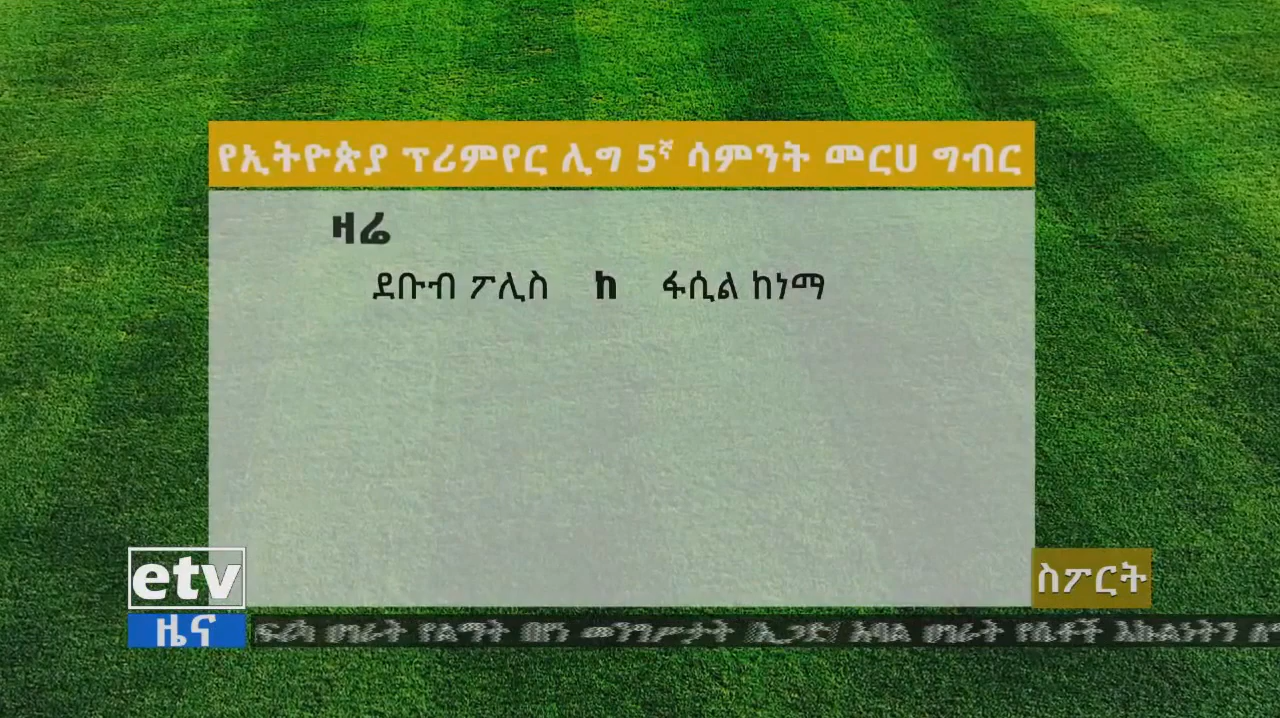 የኢትዮጵያ ፕሪምየር ሊግ 5ኛ ሳምንት መርሀ ግብር
ዛሬ
ደቡብ ፖሊስ ከ ፋሲል ከነማ
etv
ስፖርት
ዜና